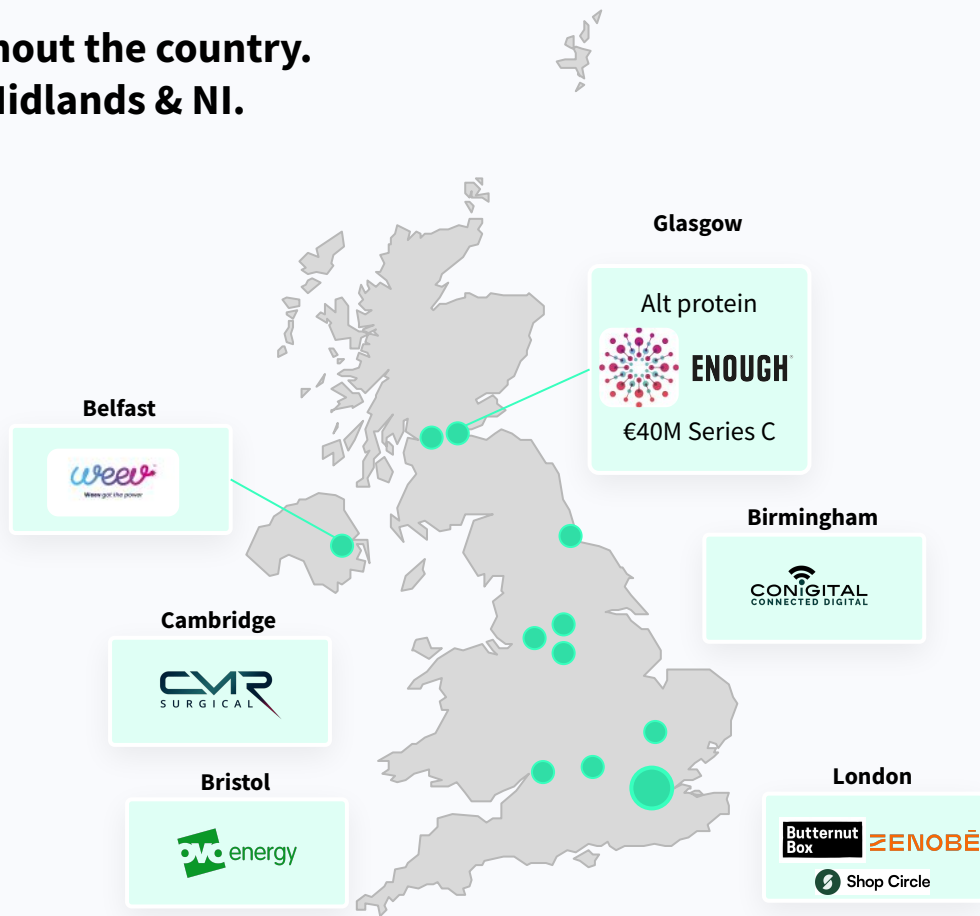 hout the country.
idlands & NI.
Glasgow
Alt protein
ENOUGH
€40M Series C
Belfast
weev
Weev got the power
Birmingham
CONiGITAL
CONNECTED DIGITAL
Cambridge
CMR
SURGICAL
Bristol
ovo energy
London
Butternut
Box
ZENOBĒ
Shop Circle